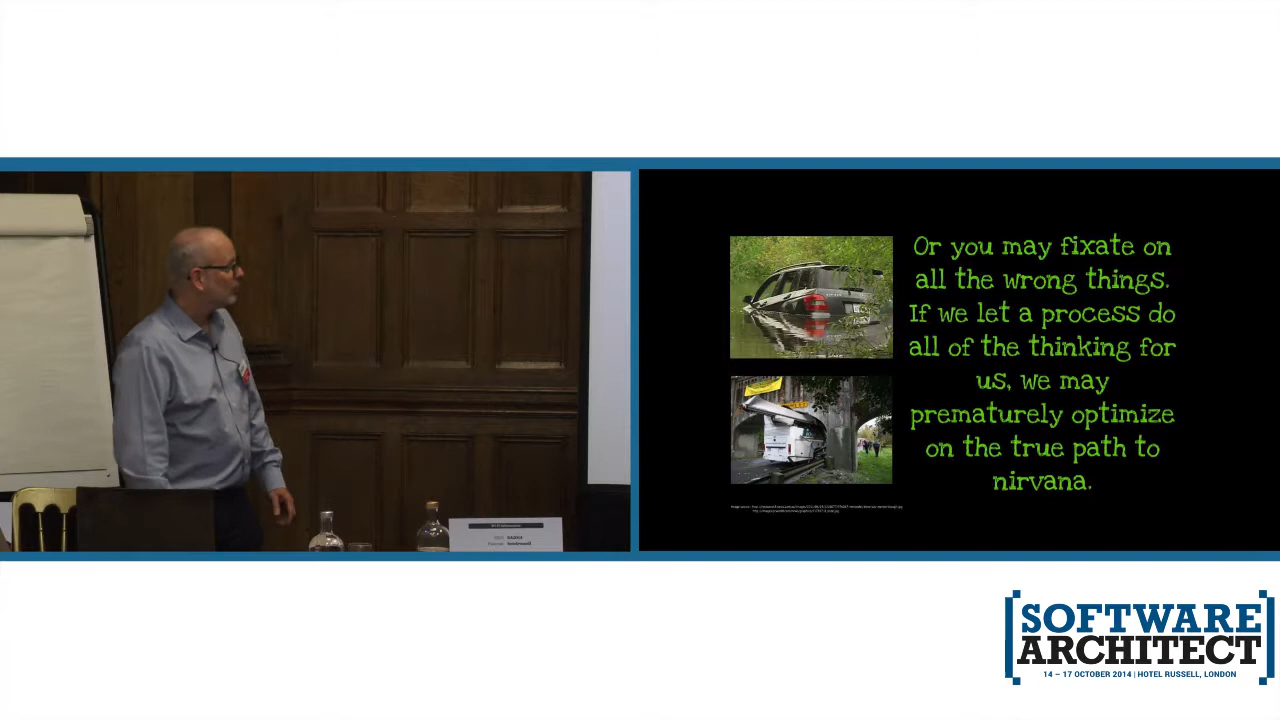 Or you may fixate on
all the wrong things.
If we let a process do
all of the thinking for
us, we may
prematurely optimize
on the true path to
nirvana.
SOFTWARE
ARCHITECT
14 – 17 OCTOBER 2014 | HOTEL RUSSELL, LONDON